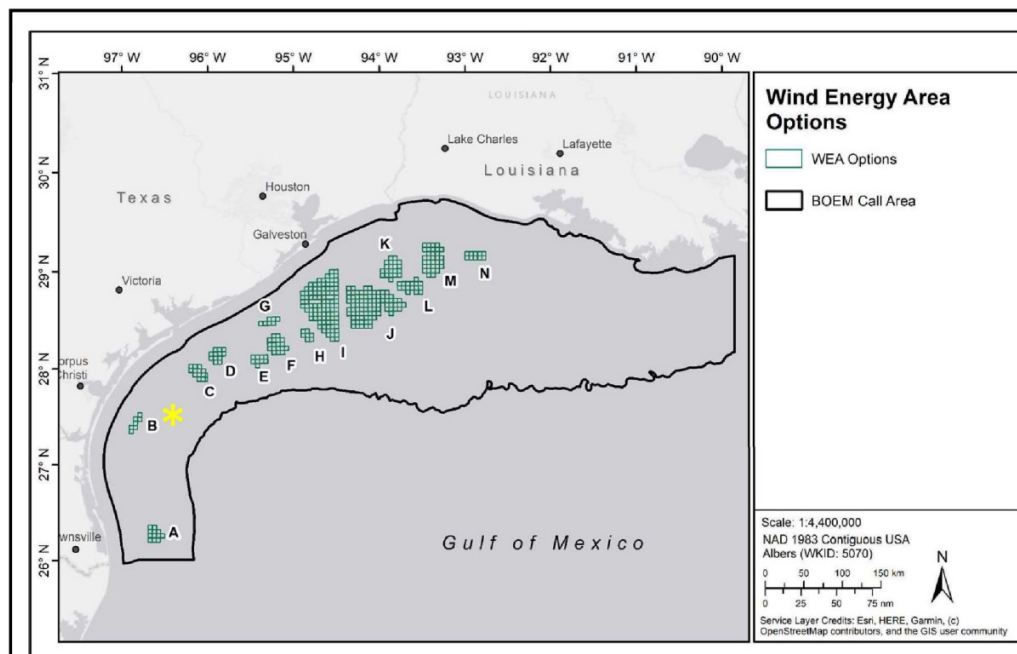 97° W 96° W 95° W 94° W 93° W 92° W 91° W 90° W
31° N
30° N
29° N
28° N
27° N
26° N
LOUISIANA
Lake Charles
Lafayette
Louisiana
Texas
Houston
Galveston
Victoria
orpus
Christi
wnsville
K
M
N
G
L
J
I
H
F
E
D
C
B
A
Gulf of Mexico
Wind Energy Area
Options
WEA Options
BOEM Call Area
Scale: 1:4,400,000
NAD 1983 Contiguous USA
Albers (WKID: 5070)
N
0 50 100 150 km
0 25 50 75 nm
Service Layer Credits: Esri, HERE, Garmin, (c)
OpenStreetMap contributors, and the GIS user community